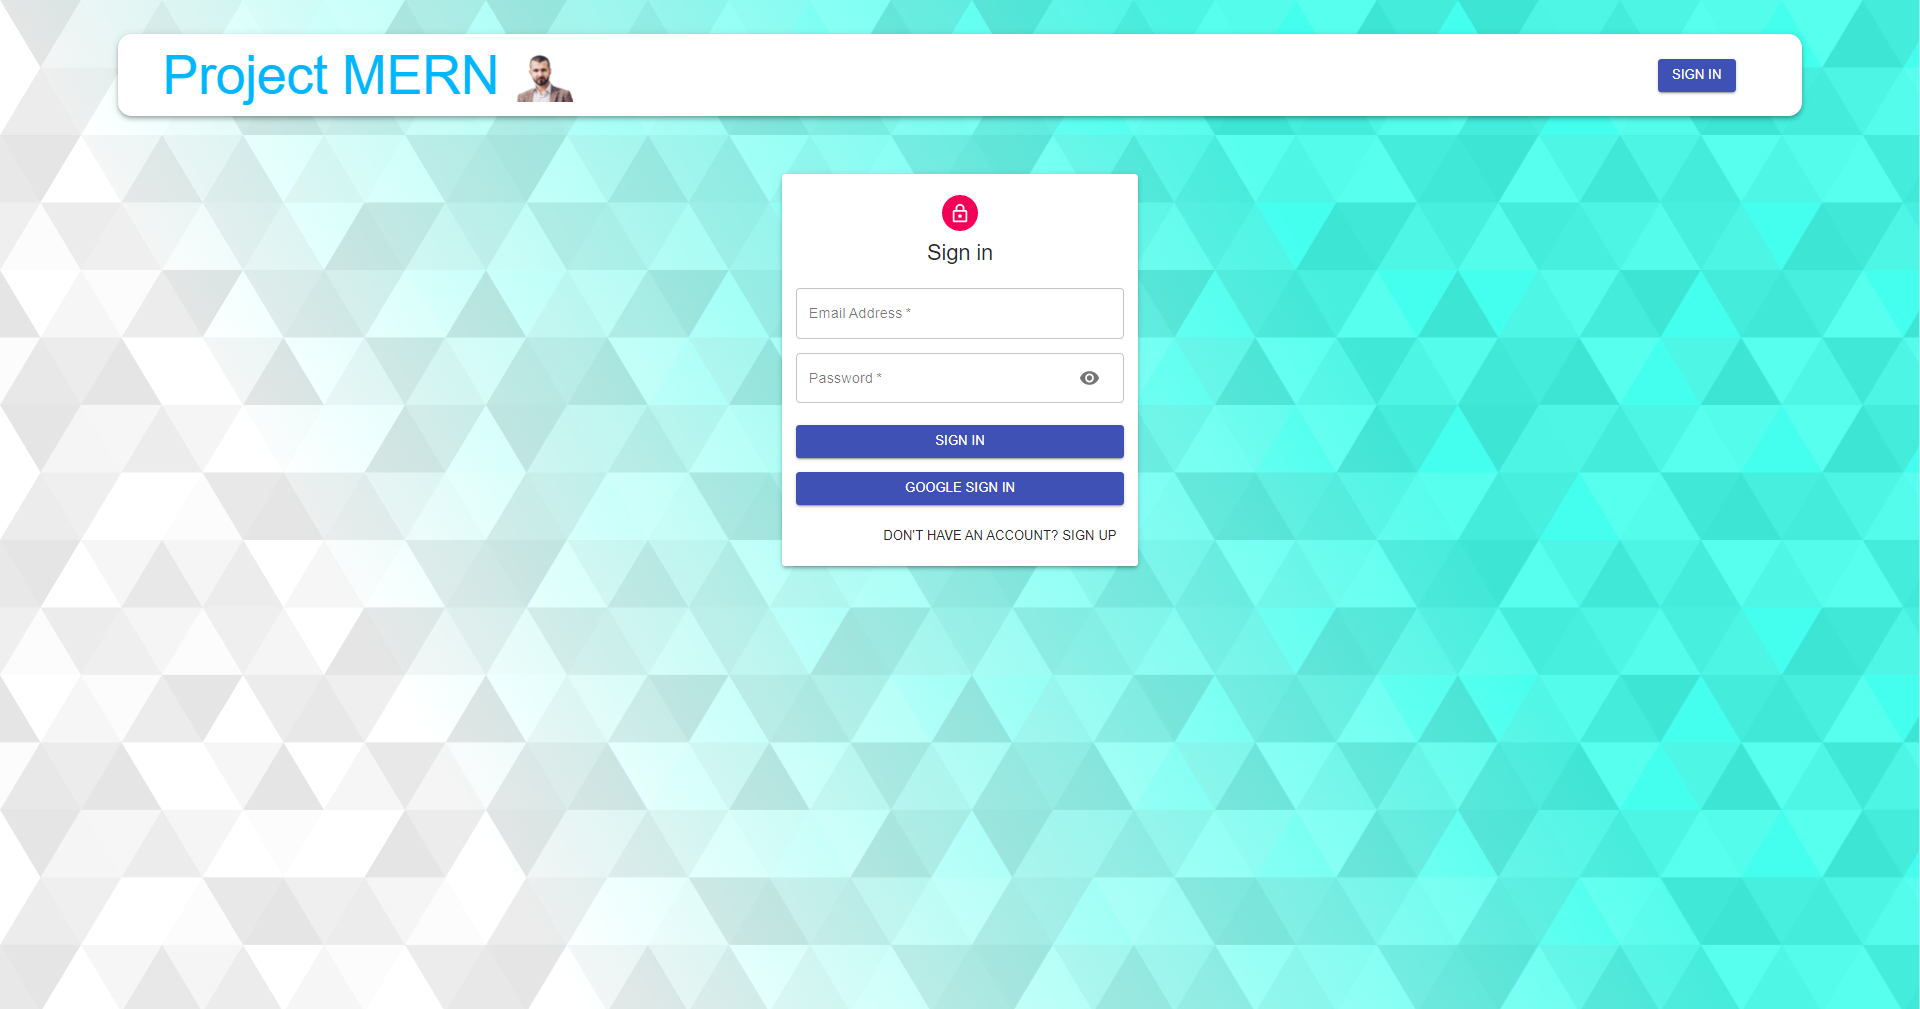 Project MERN
SIGN IN
Sign in
Email Address *
Password *
SIGN IN
GOOGLE SIGN IN
DON'T HAVE AN ACCOUNT? SIGN UP